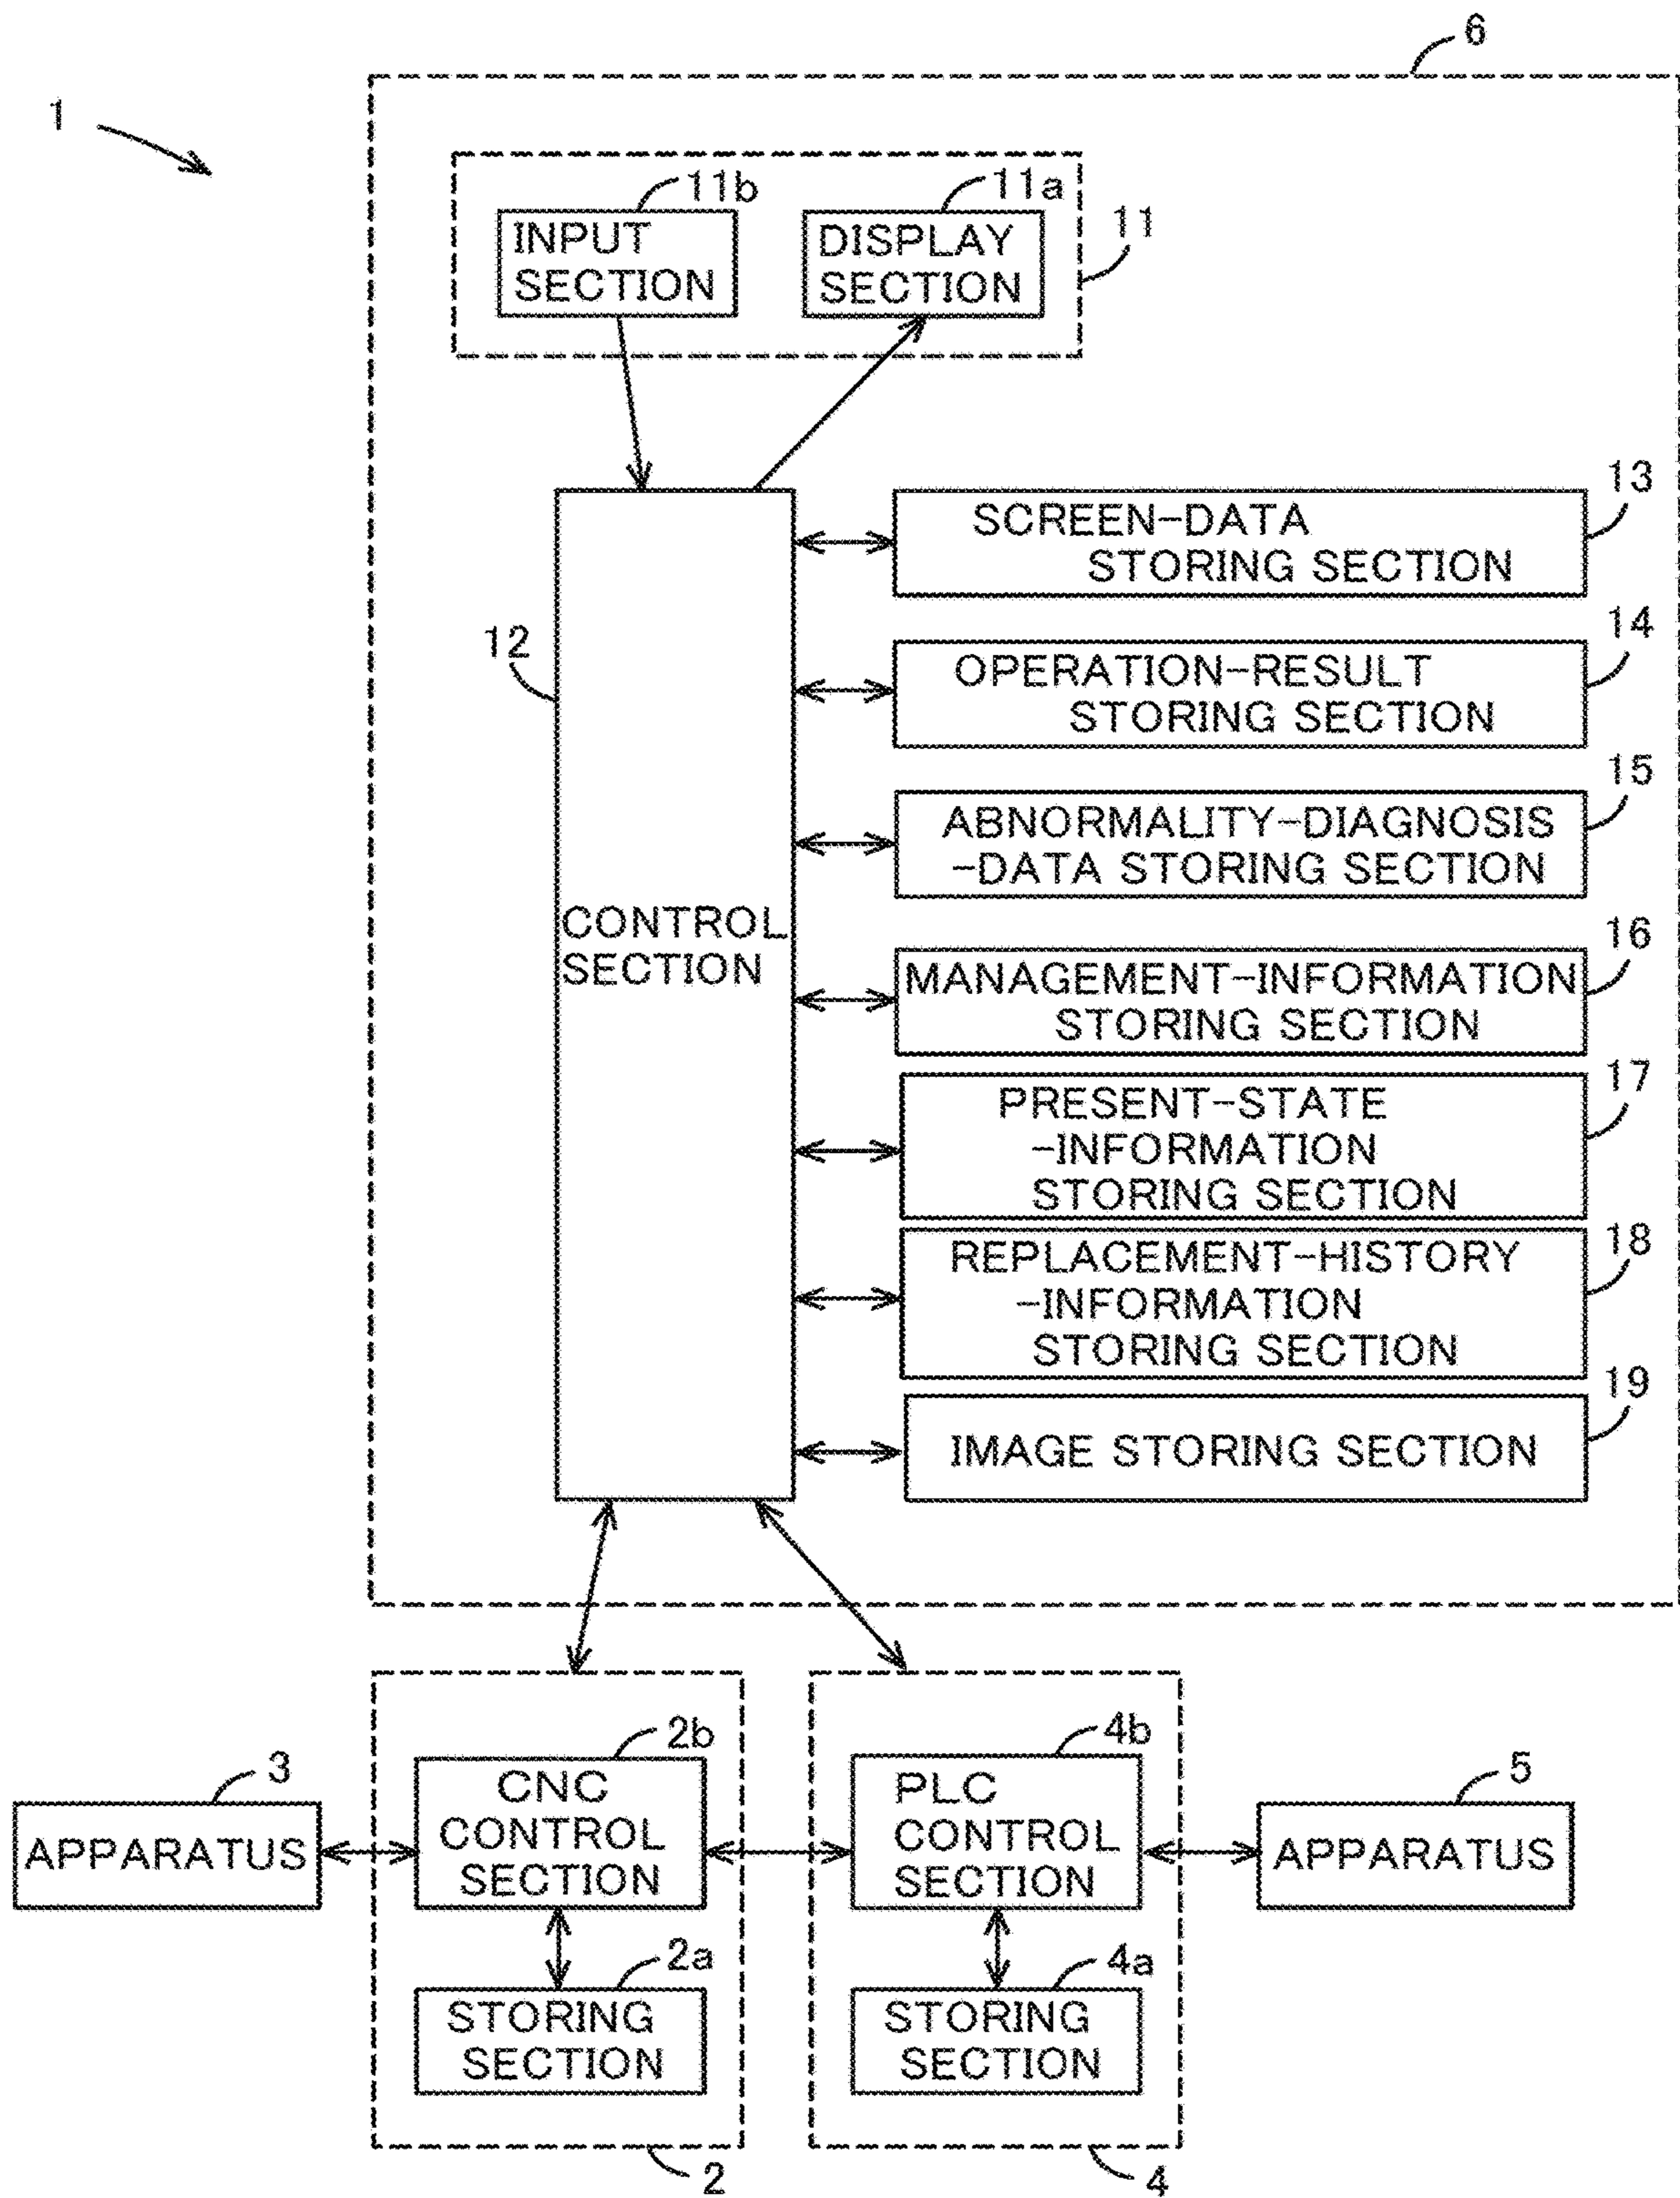 6
1
11b
11a
11
INPUT
SECTION
DISPLAY
SECTION
13
SCREEN-DATA
STORING SECTION
12
14
OPERATION-RESULT
STORING SECTION
15
ABNORMALITY-DIAGNOSIS
-DATA STORING SECTION
CONTROL
SECTION
16
MANAGEMENT-INFORMATION
STORING SECTION
17
PRESENT-STATE
-INFORMATION
STORING SECTION
18
REPLACEMENT-HISTORY
-INFORMATION
STORING SECTION
19
IMAGE STORING SECTION
3
APPARATUS
2b
CNC
CONTROL
SECTION
4b
PLC
CONTROL
SECTION
5
APPARATUS
2a
STORING
SECTION
4a
STORING
SECTION
2
4